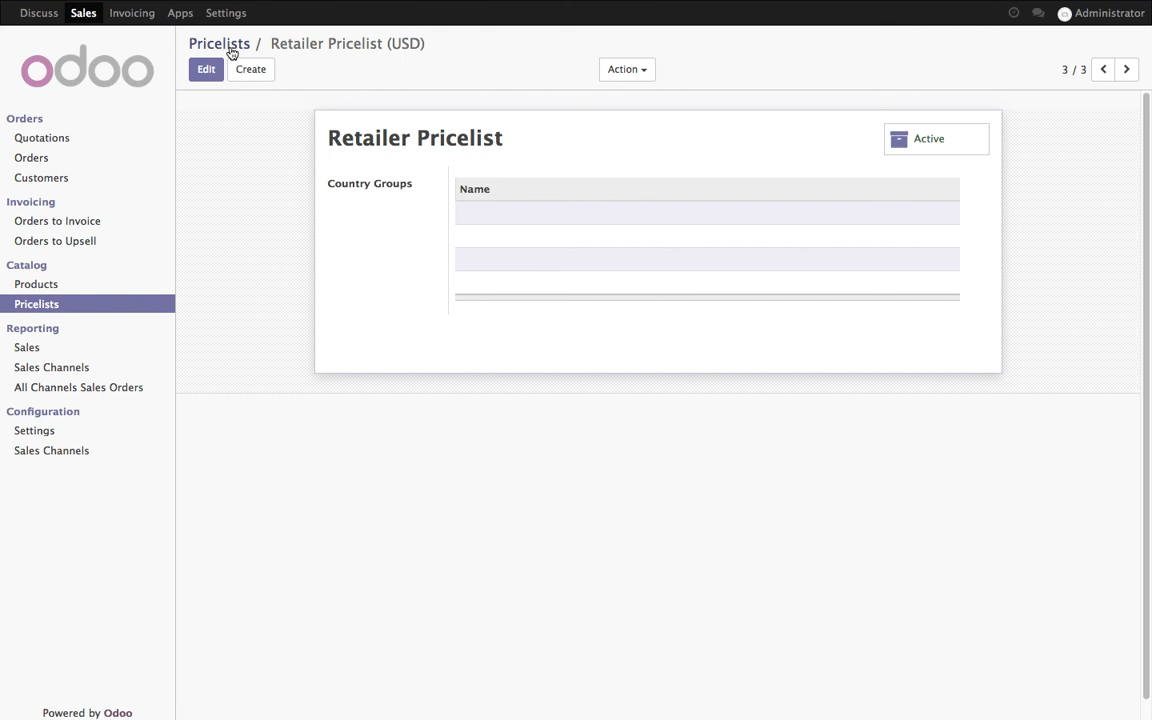 Discuss Sales Invoicing Apps Settings Administrator
Pricelists / Retailer Pricelist (USD)
odoo
Edit Create Action 3 / 3
Orders
Quotations
Orders
Customers
Invoicing
Orders to Invoice
Orders to Upsell
Catalog
Products
Pricelists
Reporting
Sales
Sales Channels
All Channels Sales Orders
Configuration
Settings
Sales Channels
Powered by Odoo
Retailer Pricelist
Active
Country Groups
Name